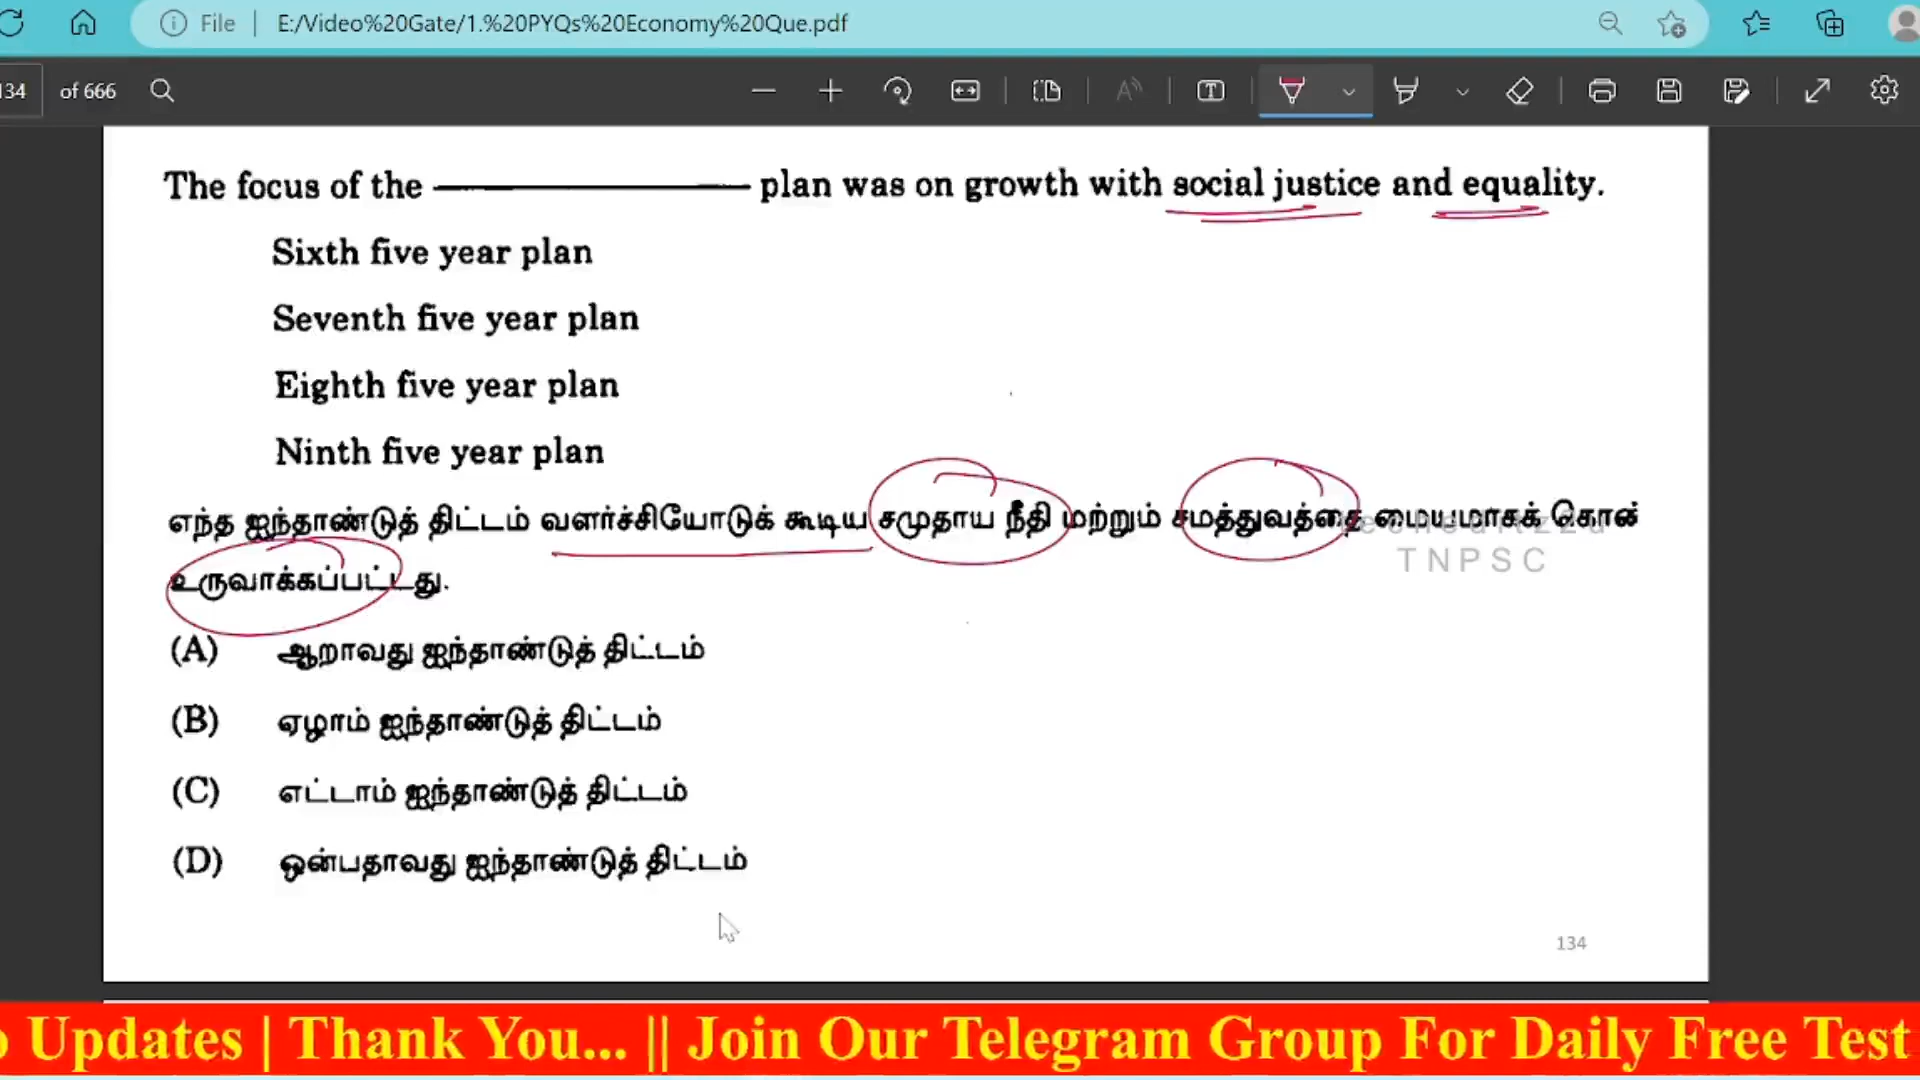 File | E:/Video%20Gate/1.%20PYQs%20Economy%20Que.pdf
134 of 666
The focus of the ———————— plan was on growth with social justice and equality.
Sixth five year plan
Seventh five year plan
Eighth five year plan
Ninth five year plan
எந்த ஐந்தாண்டுத் திட்டம் வளர்ச்சியோடுக் கூடிய சமுதாய நீதி மற்றும் சமத்துவத்தை மையமாகக் கொண்
உருவாக்கப்பட்டது.
TNPSC
(A) ஆறாவது ஐந்தாண்டுத் திட்டம்
(B) ஏழாம் ஐந்தாண்டுத் திட்டம்
(C) எட்டாம் ஐந்தாண்டுத் திட்டம்
(D) ஒன்பதாவது ஐந்தாண்டுத் திட்டம்
134
Updates | Thank You... || Join Our Telegram Group For Daily Free Test